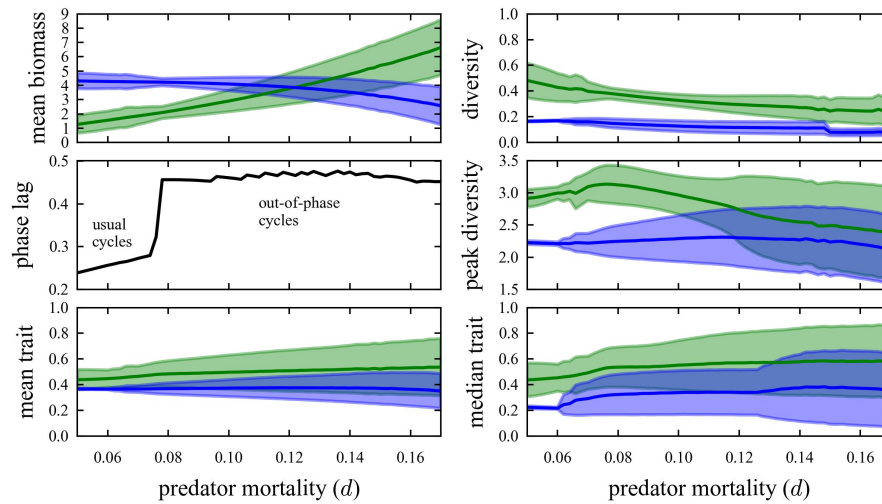 mean biomass
9
8
7
6
5
4
3
2
1
0
diversity
1.0
0.8
0.6
0.4
0.2
0.0
phase lag
0.5
0.4
0.3
0.2
usual
cycles
out-of-phase
cycles
peak diversity
3.5
3.0
2.5
2.0
1.5
mean trait
1.0
0.8
0.6
0.4
0.2
0.0
0.06 0.08 0.10 0.12 0.14 0.16
predator mortality (d)
median trait
1.0
0.8
0.6
0.4
0.2
0.0
0.06 0.08 0.10 0.12 0.14 0.16
predator mortality (d)